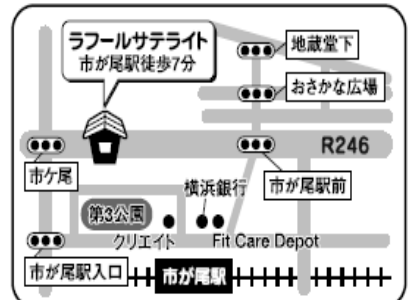 ラフールサテライト
市が尾駅徒歩7分
地蔵堂下
おさかな広場
R246
市ケ尾
市が尾駅前
横浜銀行
第3公園
クリエイト
Fit Care Depot
市が尾駅入口
市が尾駅